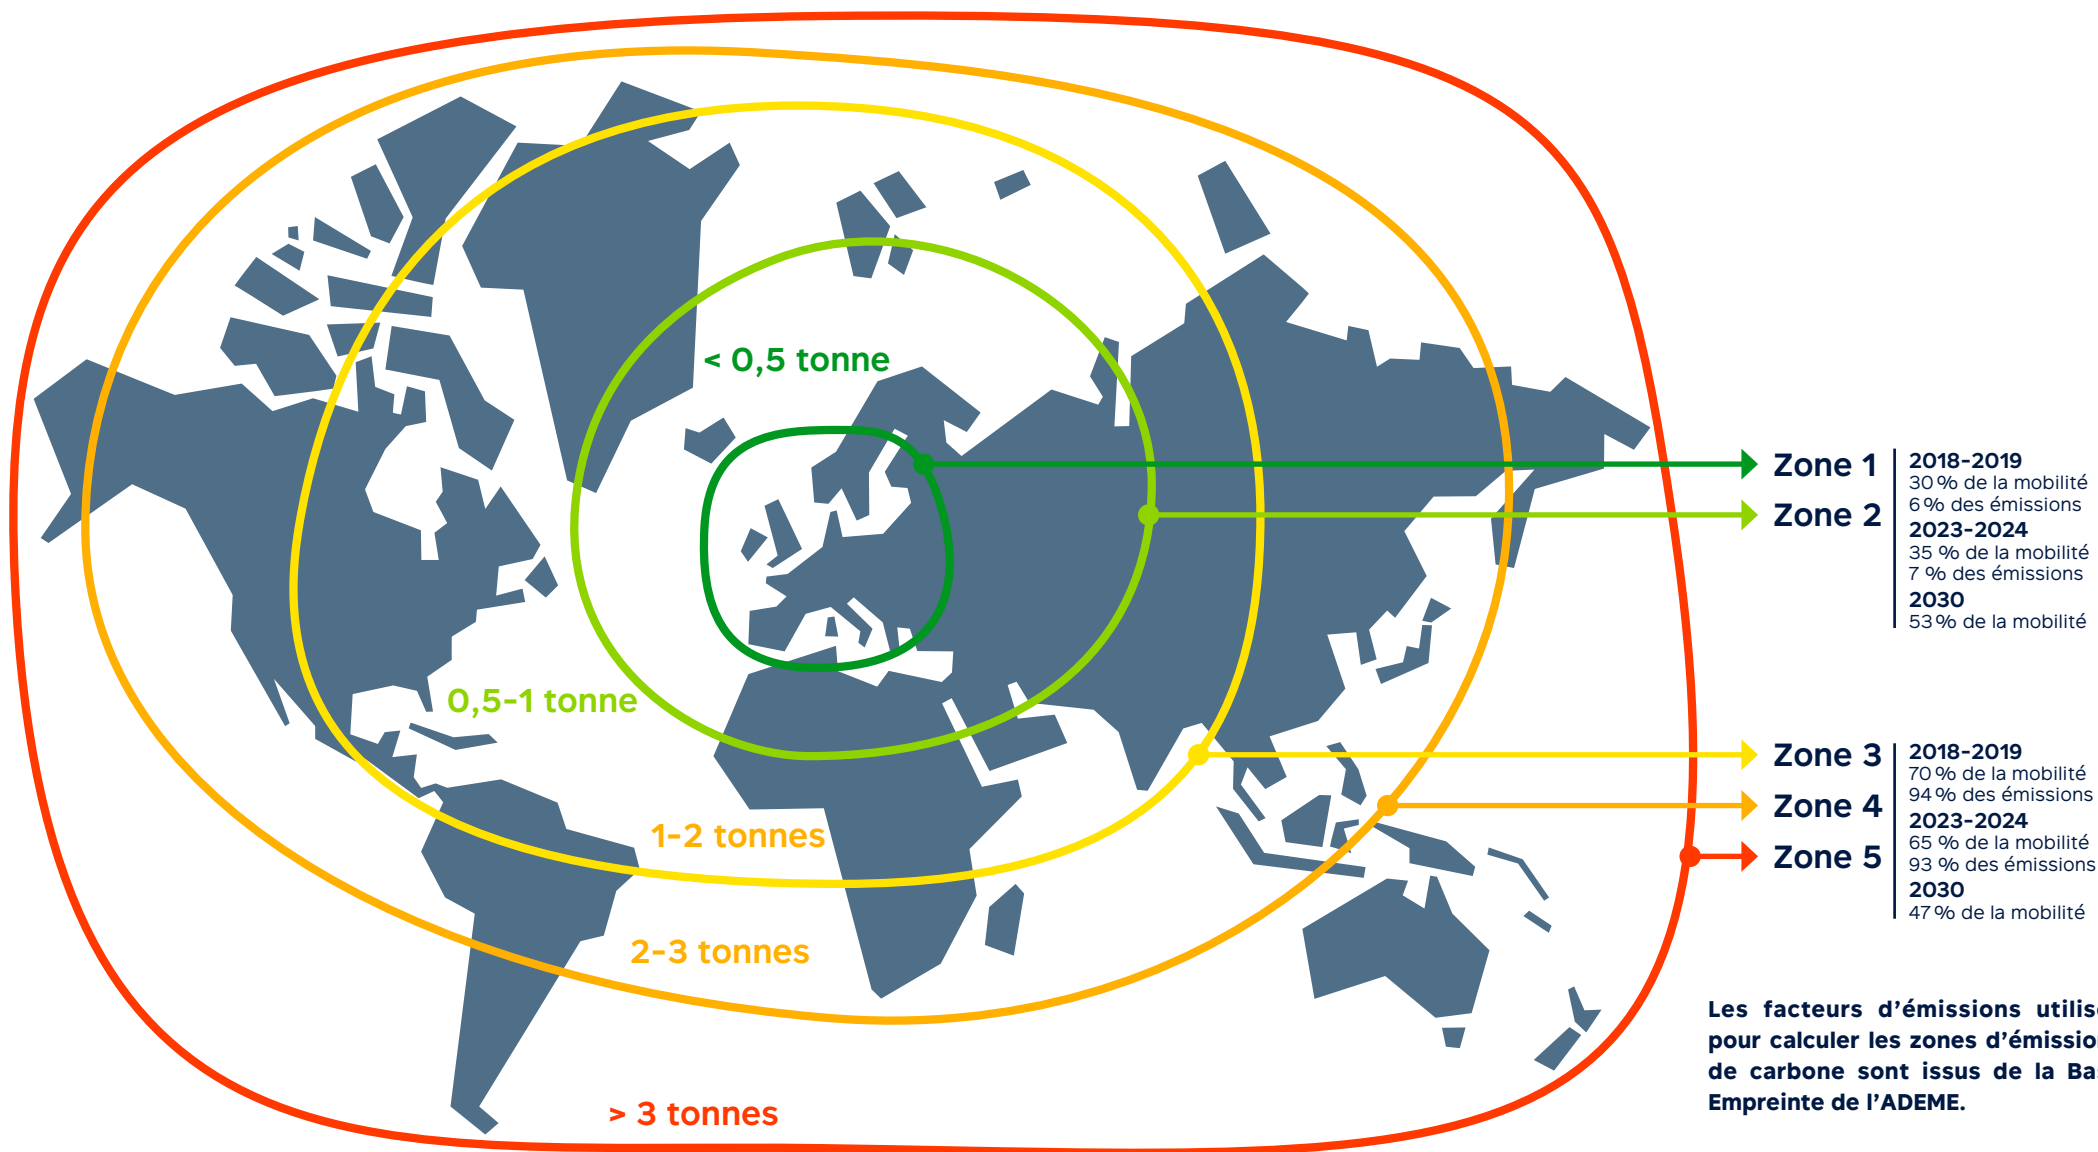 < 0,5 tonne
0,5-1 tonne
1-2 tonnes
2-3 tonnes
> 3 tonnes
Zone 1
Zone 2
2018-2019
30 % de la mobilité
6 % des émissions
2023-2024
35 % de la mobilité
7 % des émissions
2030
53 % de la mobilité
Zone 3
Zone 4
Zone 5
2018-2019
70 % de la mobilité
94 % des émissions
2023-2024
65 % de la mobilité
93 % des émissions
2030
47 % de la mobilité
Les facteurs d’émissions utilisé
pour calculer les zones d’émission
de carbone sont issus de la Bas
Empreinte de l’ADEME.